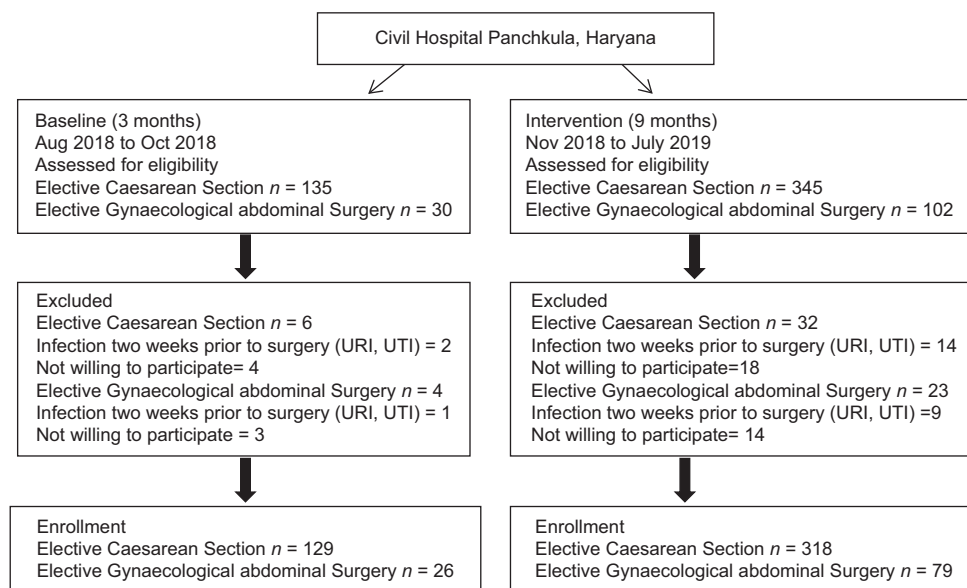 Civil Hospital Panchkula, Haryana
Baseline (3 months)
Aug 2018 to Oct 2018
Assessed for eligibility
Elective Caesarean Section n = 135
Elective Gynaecological abdominal Surgery n = 30
Intervention (9 months)
Nov 2018 to July 2019
Assessed for eligibility
Elective Caesarean Section n = 345
Elective Gynaecological abdominal Surgery n = 102
Excluded
Elective Caesarean Section n = 6
Infection two weeks prior to surgery (URI, UTI) = 2
Not willing to participate= 4
Elective Gynaecological abdominal Surgery n = 4
Infection two weeks prior to surgery (URI, UTI) = 1
Not willing to participate = 3
Excluded
Elective Caesarean Section n = 32
Infection two weeks prior to surgery (URI, UTI) = 14
Not willing to participate=18
Elective Gynaecological abdominal Surgery n = 23
Infection two weeks prior to surgery (URI, UTI) =9
Not willing to participate= 14
Enrollment
Elective Caesarean Section n = 129
Elective Gynaecological abdominal Surgery n = 26
Enrollment
Elective Caesarean Section n = 318
Elective Gynaecological abdominal Surgery n = 79